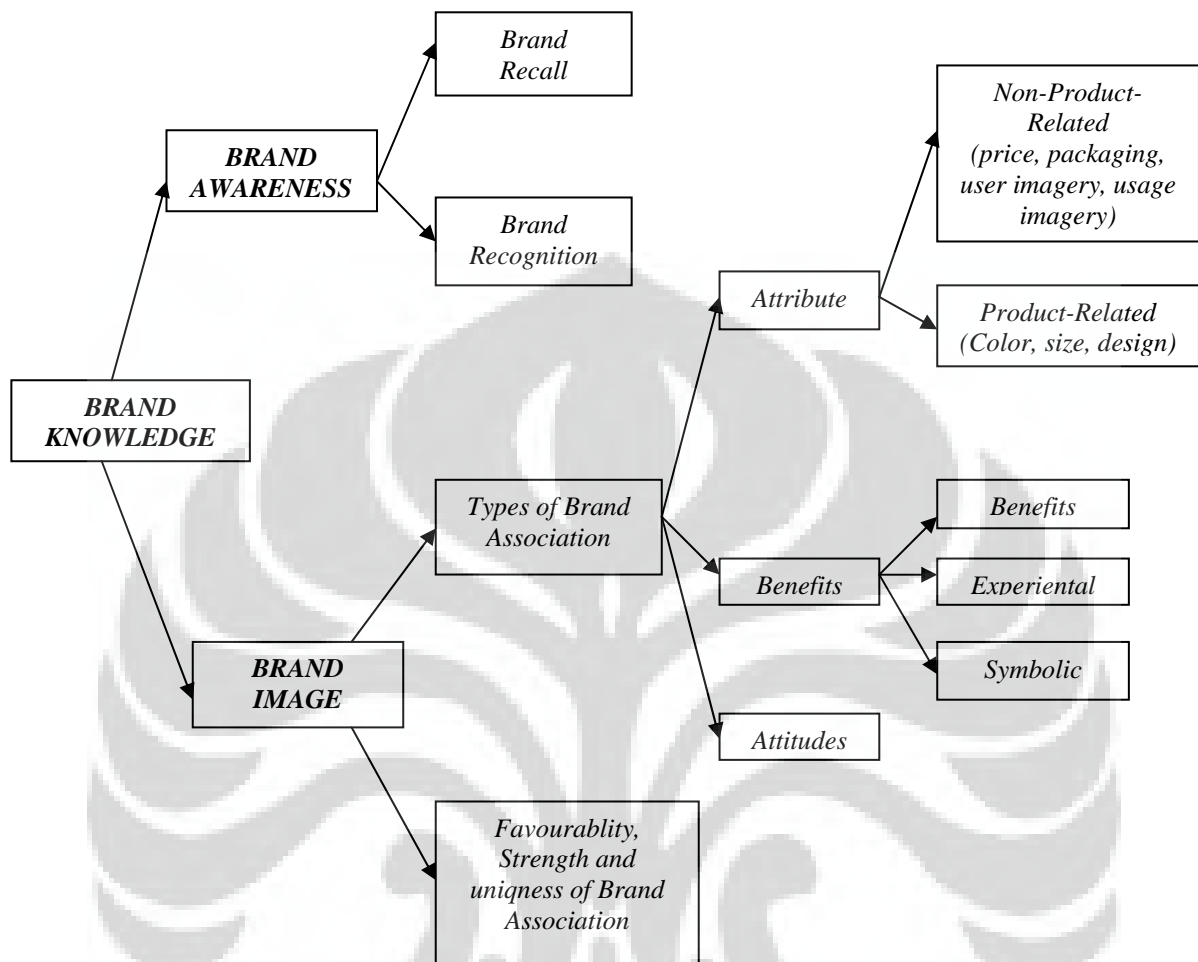 Brand
Recall
BRAND
AWARENESS
Brand
Recognition
BRAND
KNOWLEDGE
BRAND
IMAGE
Types of Brand
Association
Favourablity,
Strength and
uniqness of Brand
Association
Attribute
Benefits
Attitudes
Non-Product-
Related
(price, packaging,
user imagery, usage
imagery)
Product-Related
(Color, size, design)
Benefits
Experiental
Symbolic